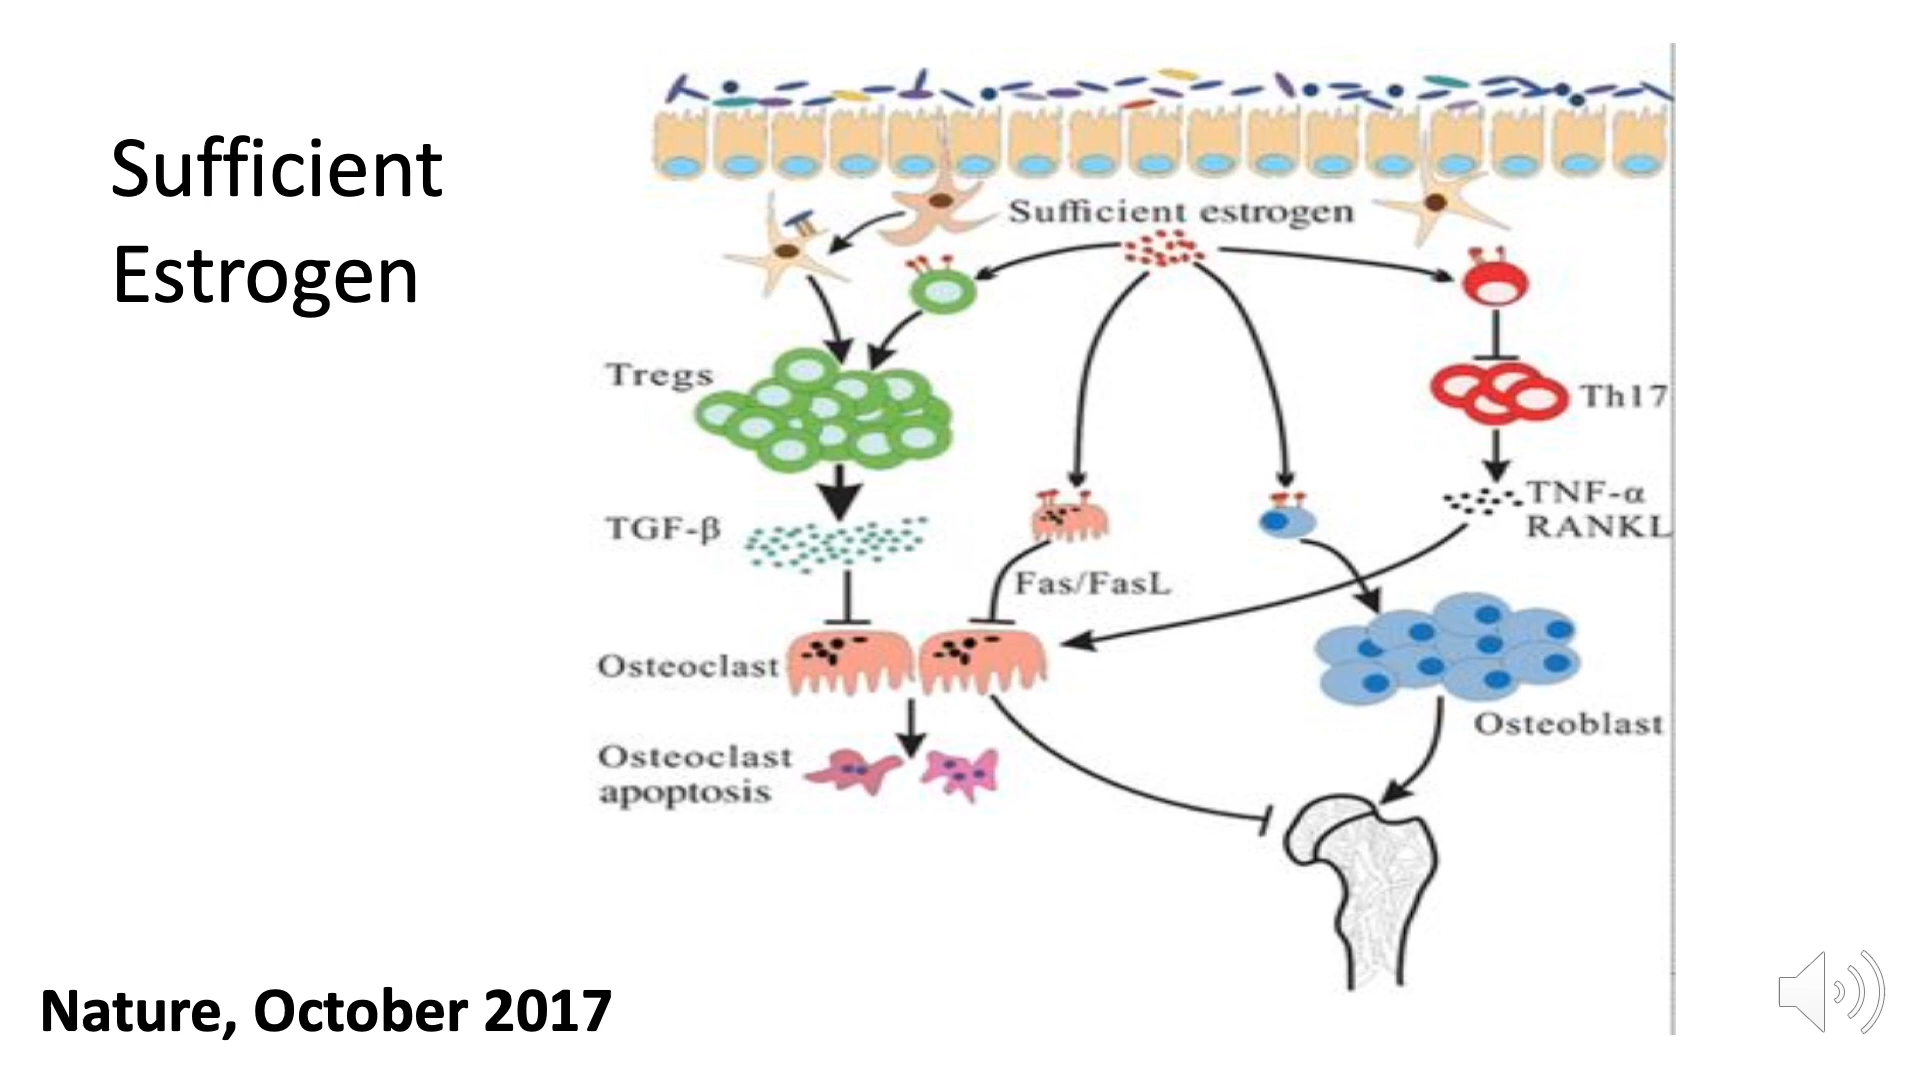 Sufficient
Estrogen
Sufficient estrogen
Tregs
Th17
TNF-α
RANKL
TGF-β
Fas/FasL
Osteoclast
Osteoblast
Osteoclast
apoptosis
Nature, October 2017